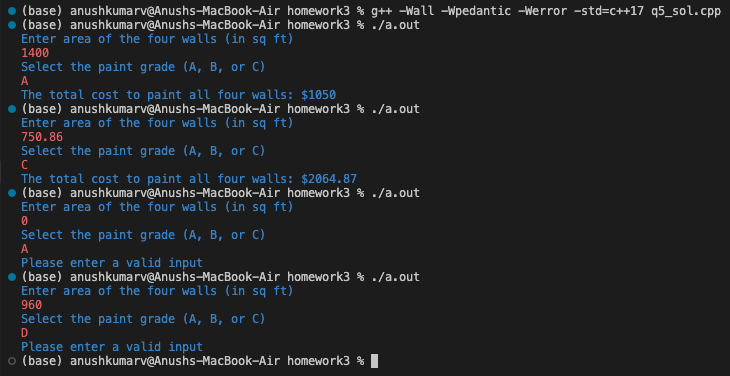 (base) anushkumarv@Anushs-MacBook-Air homework3 % g++ -Wall -Wpedantic -Werror -std=c++17 q5_sol.cpp
(base) anushkumarv@Anushs-MacBook-Air homework3 % ./a.out
Enter area of the four walls (in sq ft)
1400
Select the paint grade (A, B, or C)
A
The total cost to paint all four walls: $1050
(base) anushkumarv@Anushs-MacBook-Air homework3 % ./a.out
Enter area of the four walls (in sq ft)
750.86
Select the paint grade (A, B, or C)
C
The total cost to paint all four walls: $2064.87
(base) anushkumarv@Anushs-MacBook-Air homework3 % ./a.out
Enter area of the four walls (in sq ft)
0
Select the paint grade (A, B, or C)
A
Please enter a valid input
(base) anushkumarv@Anushs-MacBook-Air homework3 % ./a.out
Enter area of the four walls (in sq ft)
960
Select the paint grade (A, B, or C)
D
Please enter a valid input
(base) anushkumarv@Anushs-MacBook-Air homework3 %